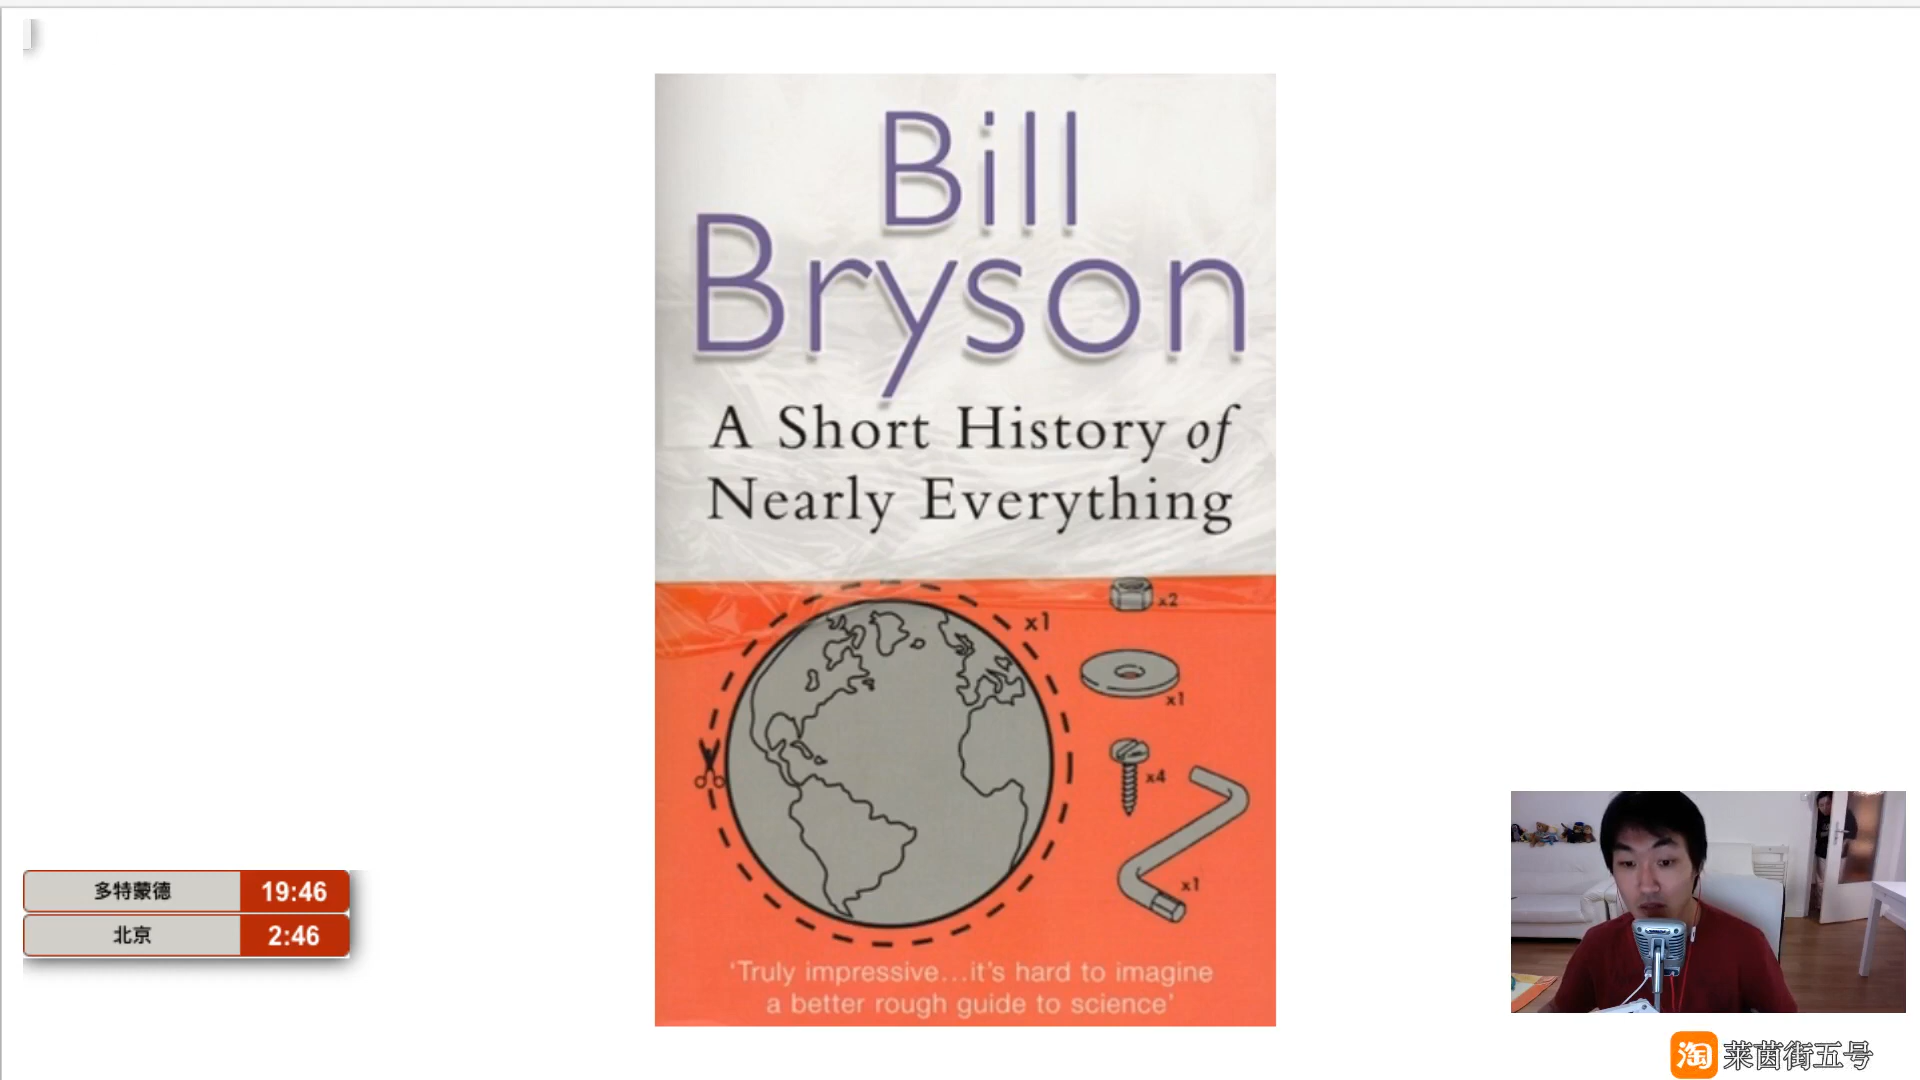 Bill
Bryson
A Short History of
Nearly Everything
x1
x2
x1
x4
x1
'Truly impressive...it's hard to imagine
a better rough guide to science'
多特蒙德 19:46
北京 2:46
淘 莱茵街五号